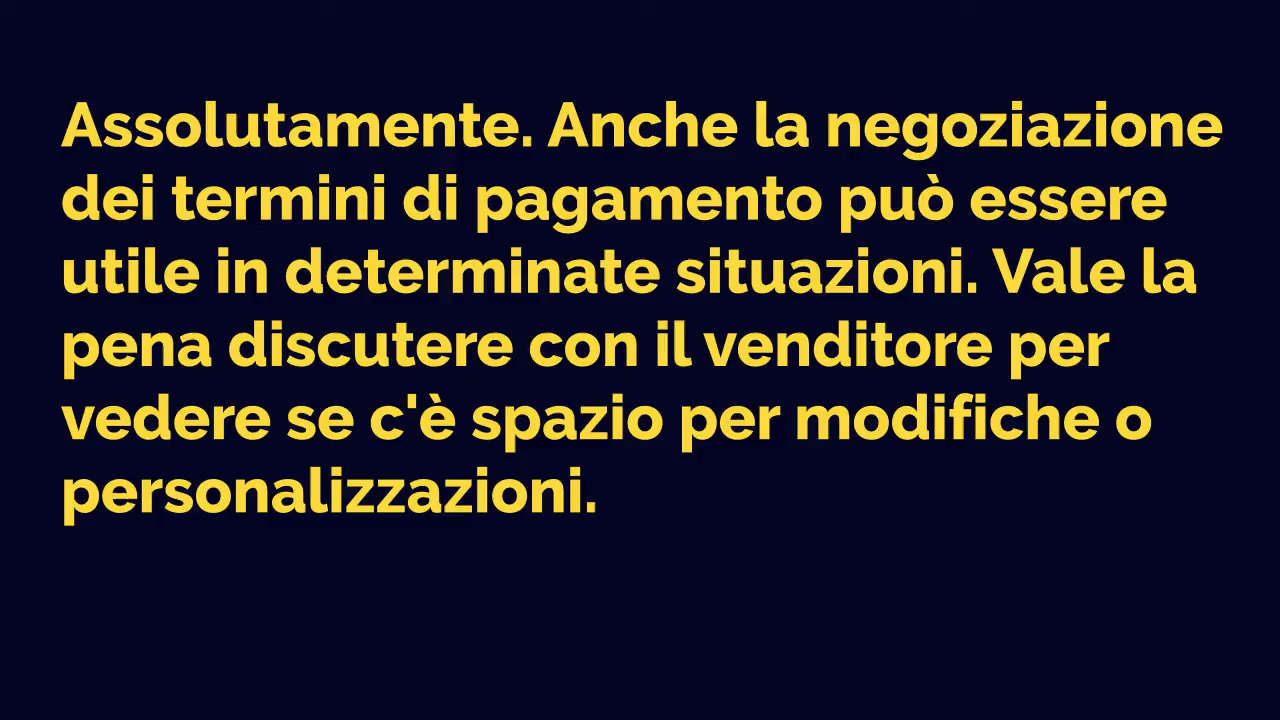 Assolutamente. Anche la negoziazione
dei termini di pagamento può essere
utile in determinate situazioni. Vale la
pena discutere con il venditore per
vedere se c'è spazio per modifiche o
personalizzazioni.